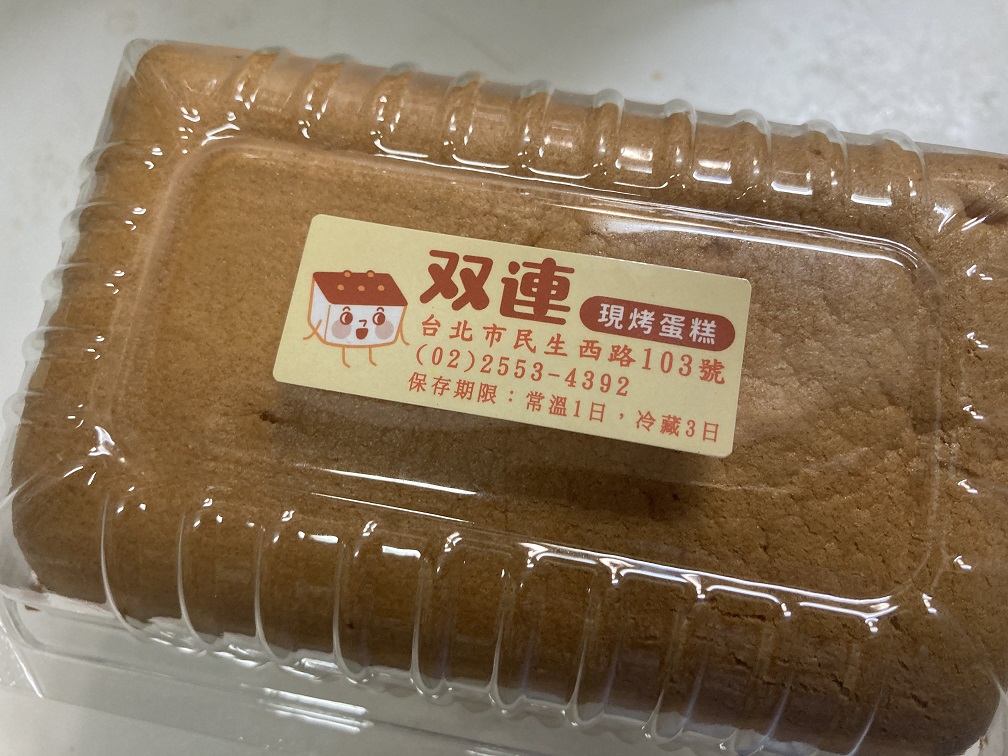 双連 現烤蛋糕
台北市民生西路103號
(02)2553-4392
保存期限：常溫1日，冷藏3日